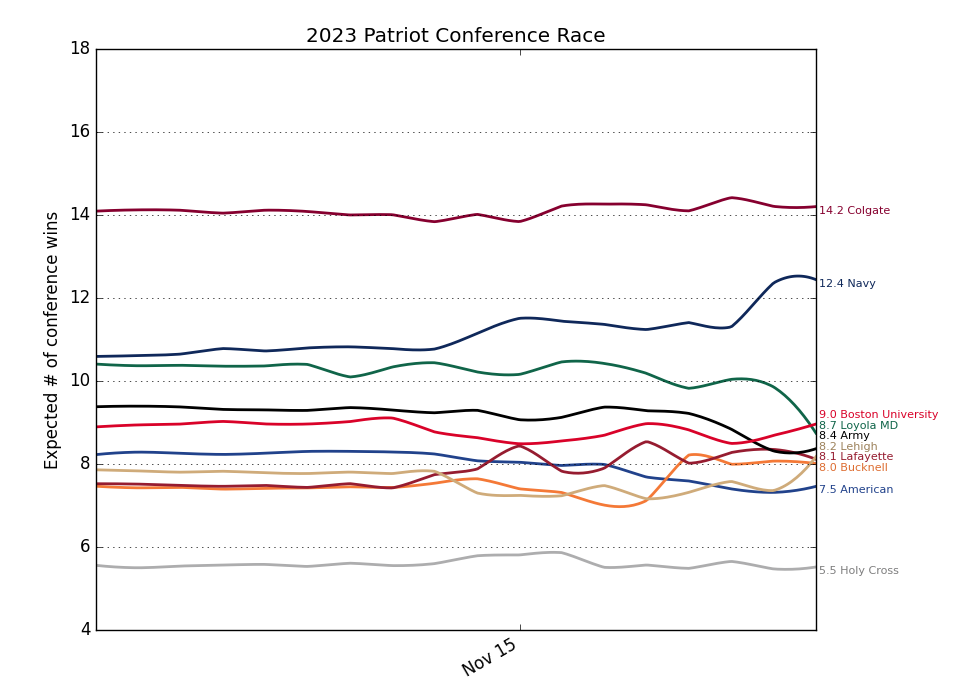 2023 Patriot Conference Race
Expected # of conference wins
18
16
14
12
10
8
6
4
Nov 15
14.2 Colgate
12.4 Navy
9.0 Boston University
8.7 Loyola MD
8.4 Army
8.2 Lehigh
8.1 Lafayette
8.0 Bucknell
7.5 American
5.5 Holy Cross